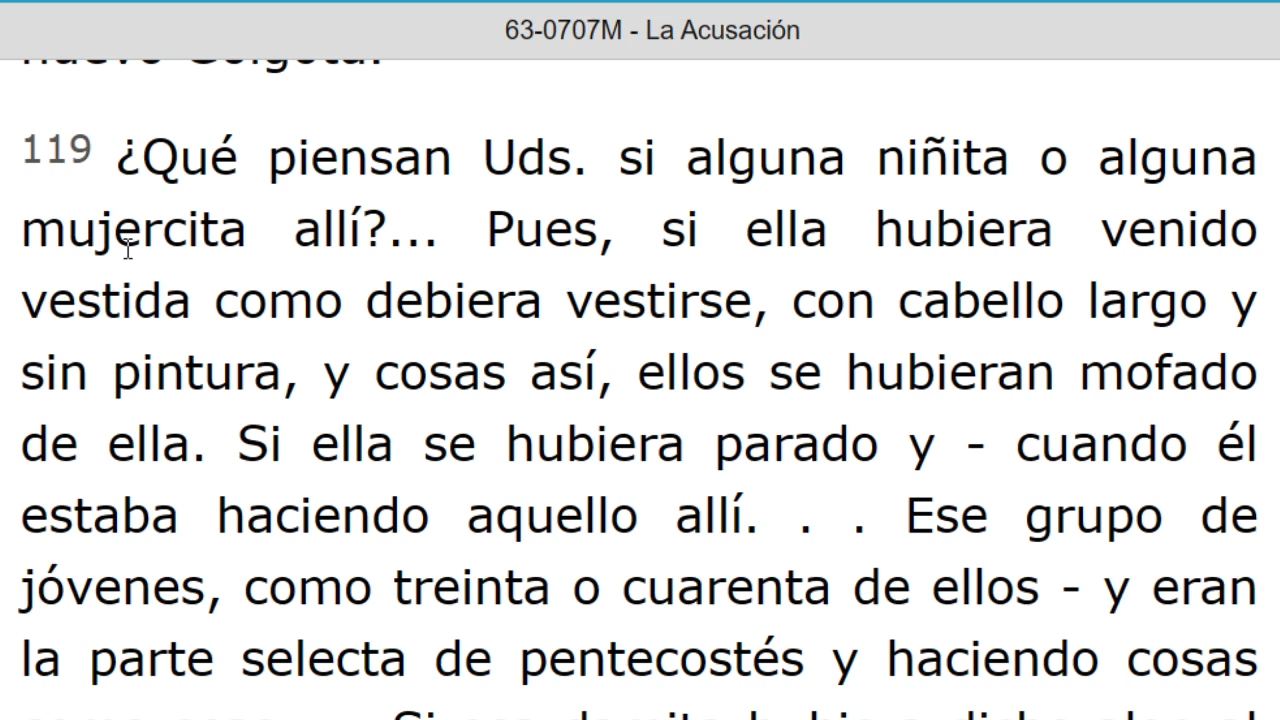 63-0707M - La Acusación
nuevo Gólgota.
119 ¿Qué piensan Uds. si alguna niñita o alguna
mujercita allí?... Pues, si ella hubiera venido
vestida como debiera vestirse, con cabello largo y
sin pintura, y cosas así, ellos se hubieran mofado
de ella. Si ella se hubiera parado y - cuando él
estaba haciendo aquello allí. . . Ese grupo de
jóvenes, como treinta o cuarenta de ellos - y eran
la parte selecta de pentecostés y haciendo cosas